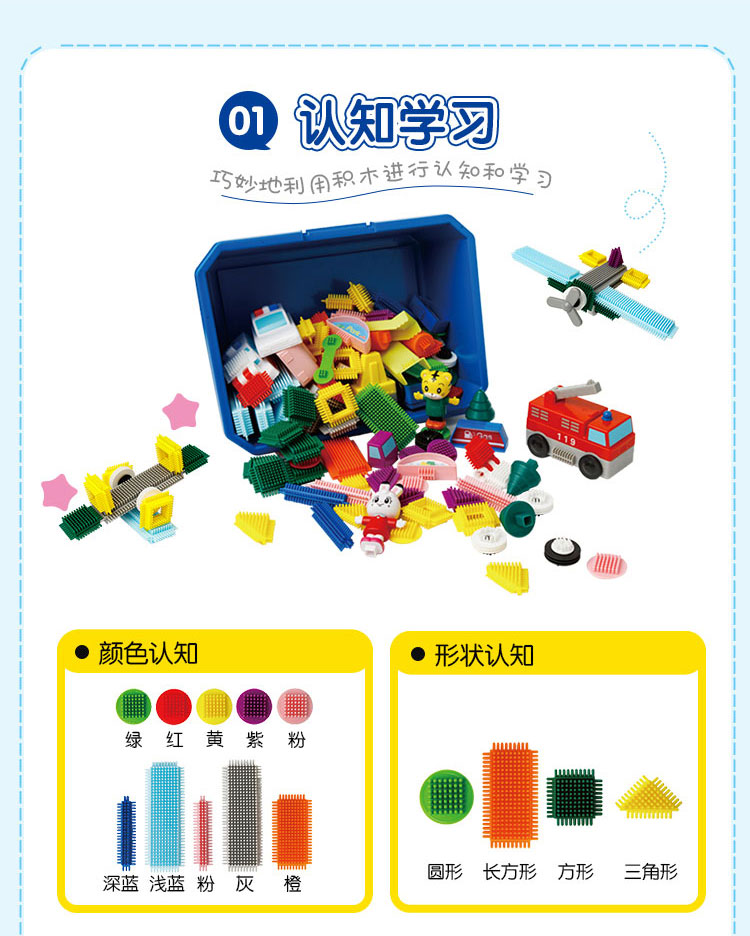 01 认知学习
巧妙地利用积木进行认知和学习
119
颜色认知
绿 红 黄 紫 粉
深蓝 浅蓝 粉 灰 橙
形状认知
圆形 长方形 方形 三角形